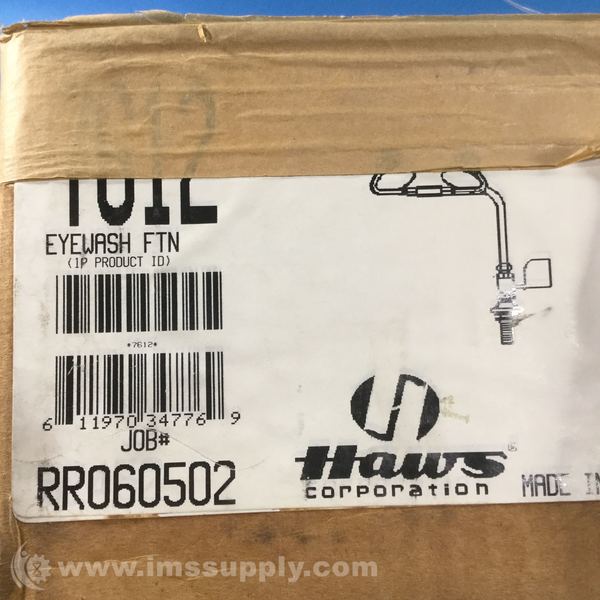 7612
EYEWASH FTN
(1P PRODUCT ID)
*7612*
6 11970 34776 9
JOB#
RR060502
Haws®
corporation
MADE IN
www.imssupply.com